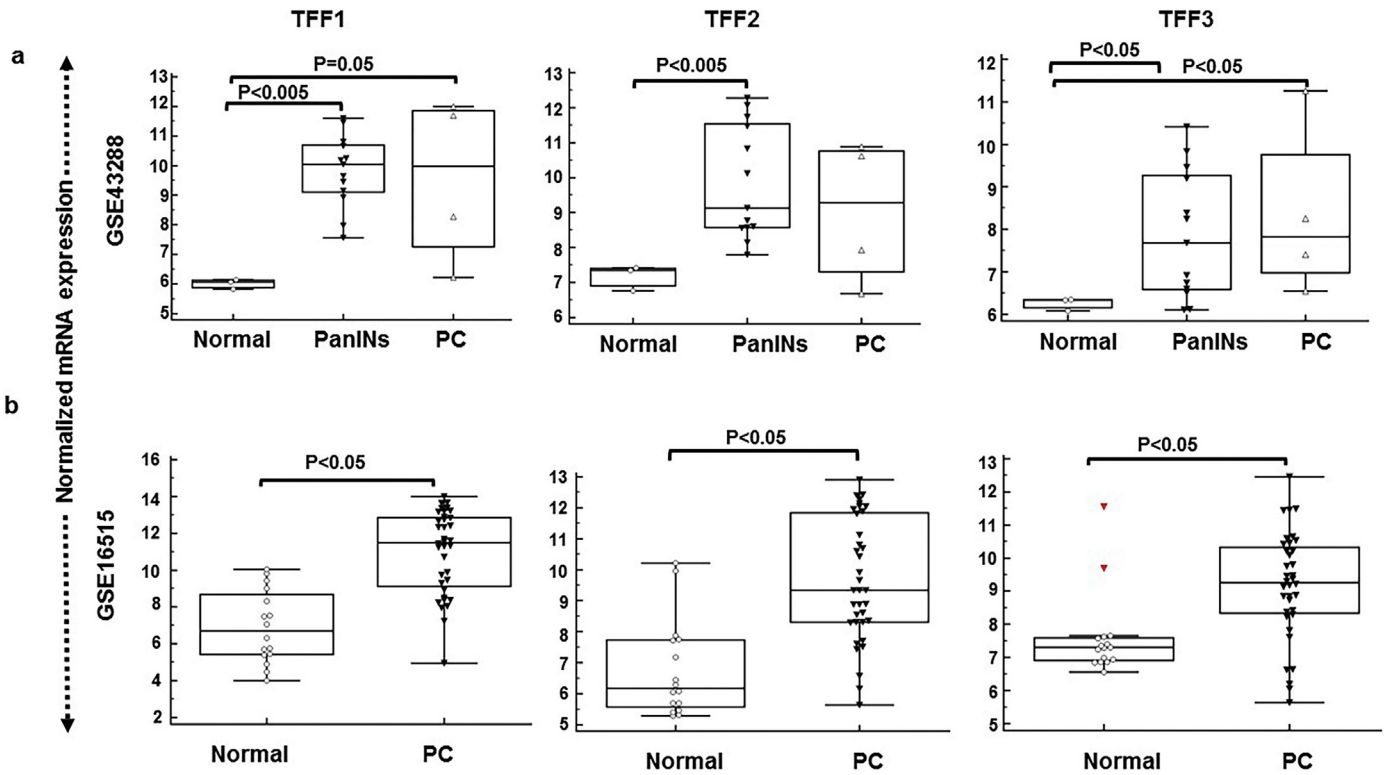 TFF1 TFF2 TFF3
a
Normalized mRNA expression
GSE43288
13
12
11
10
9
8
7
6
5
P=0.05
P<0.005
Normal PanINs PC
13
12
11
10
9
8
7
6
P<0.005
Normal PanINs PC
12
11
10
9
8
7
6
P<0.05
P<0.05
Normal PanINs PC
b
GSE16515
16
14
12
10
8
6
4
2
P<0.05
Normal PC
13
12
11
10
9
8
7
6
5
P<0.05
Normal PC
13
12
11
10
9
8
7
6
5
P<0.05
Normal PC